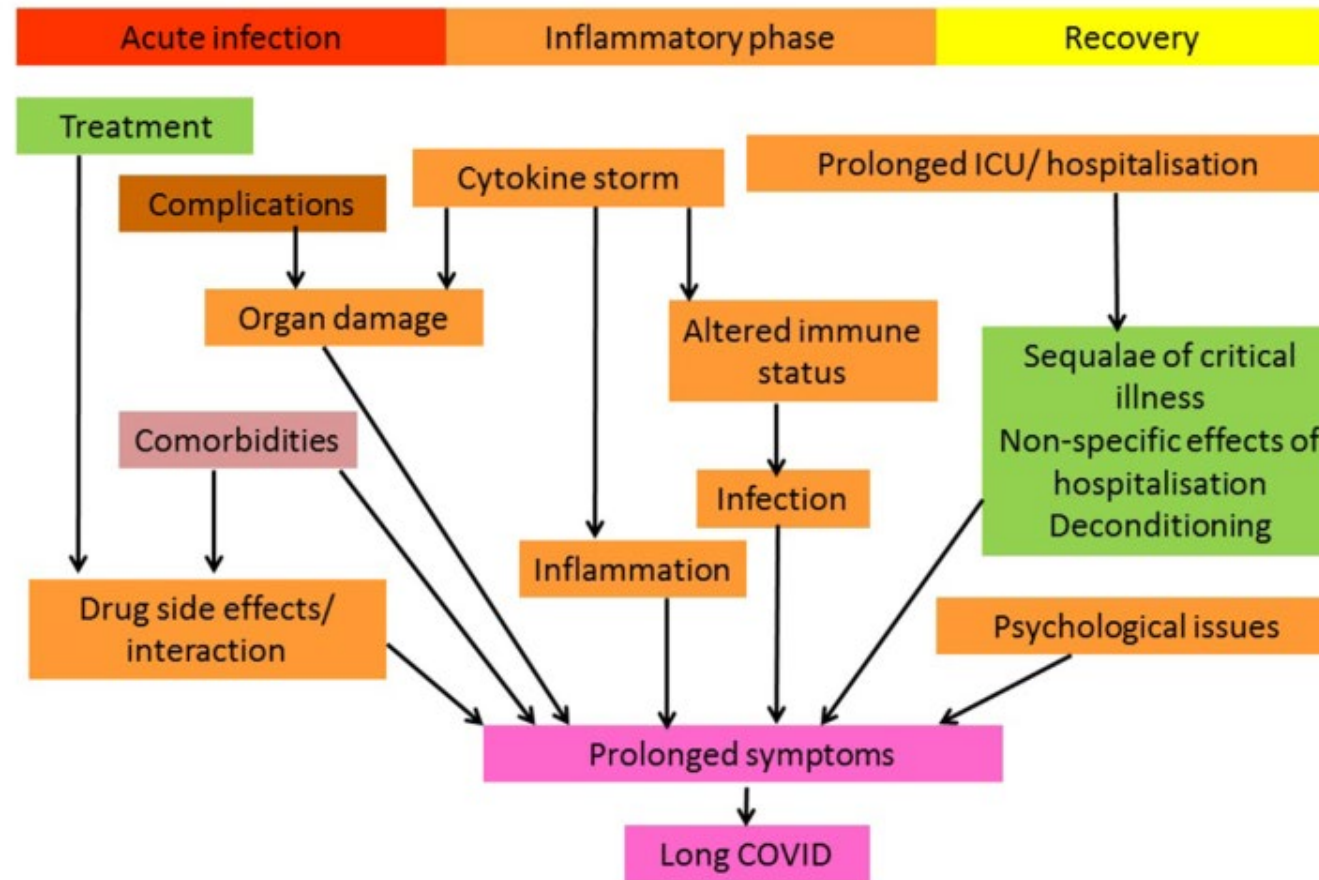 Acute infection
Inflammatory phase
Recovery
Treatment
Complications
Cytokine storm
Prolonged ICU/ hospitalisation
Organ damage
Altered immune
status
Sequalae of critical
illness
Non-specific effects of
hospitalisation
Deconditioning
Comorbidities
Infection
Inflammation
Drug side effects/
interaction
Psychological issues
Prolonged symptoms
Long COVID